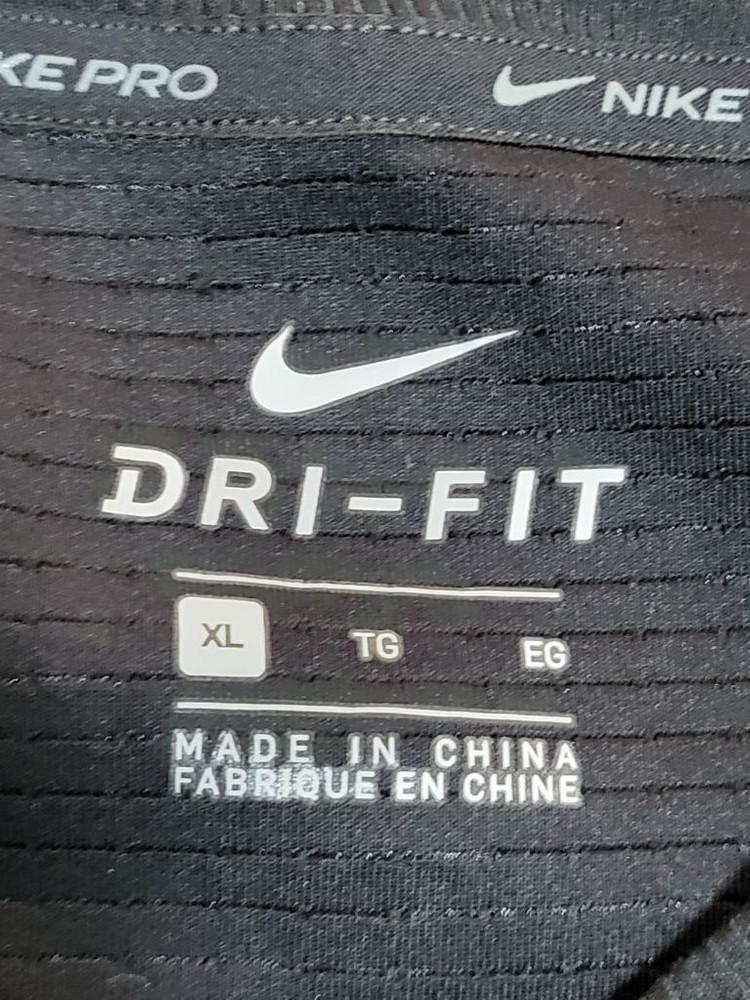 KE PRO NIKE
DRI-FIT
XL TG EG
MADE IN CHINA
FABRIQUE EN CHINE